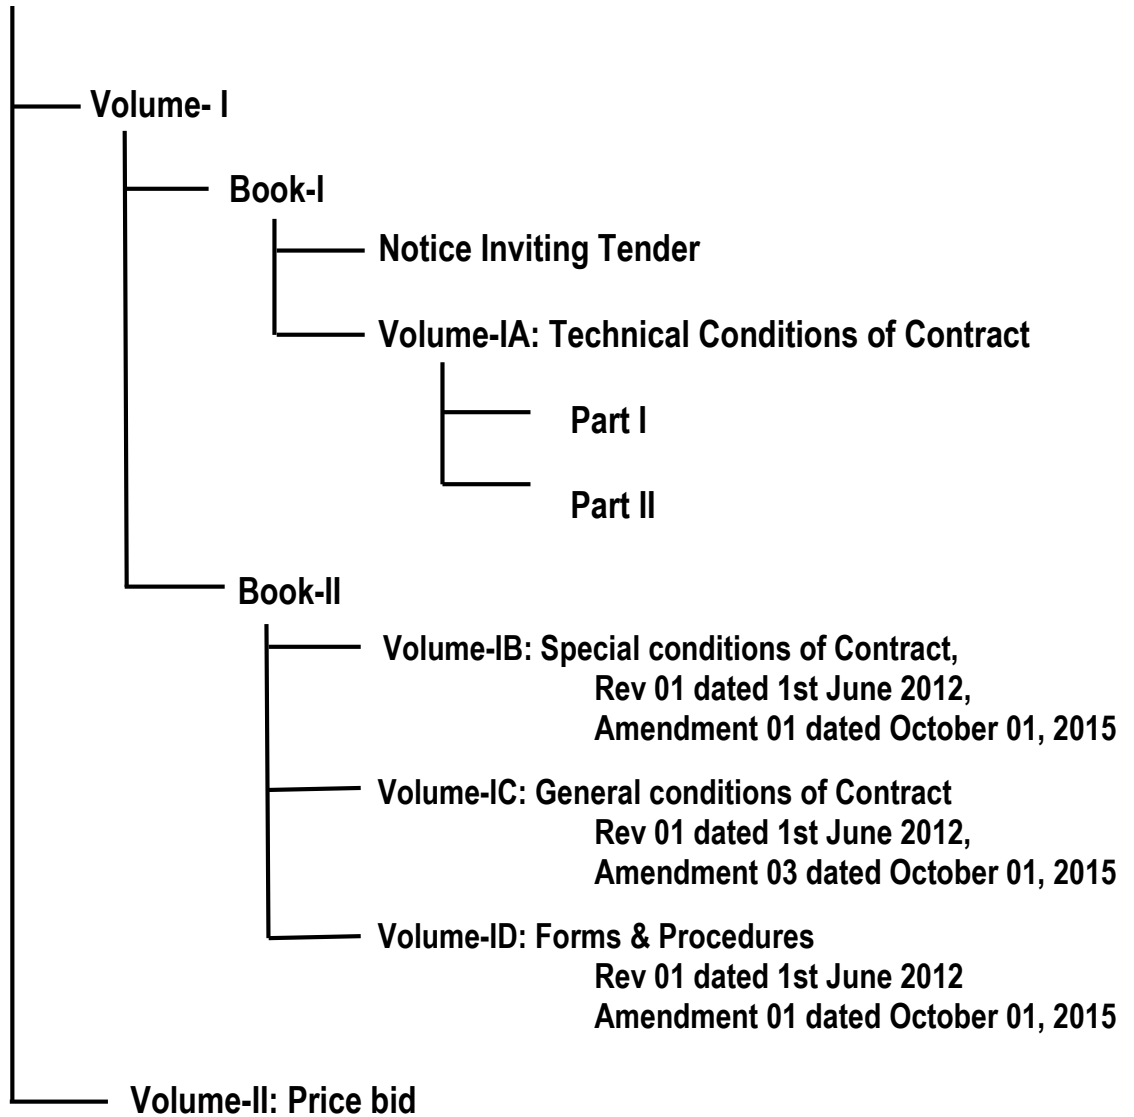 Volume- I
Book-I
Notice Inviting Tender
Volume-IA: Technical Conditions of Contract
Part I
Part II
Book-II
Volume-IB: Special conditions of Contract,
Rev 01 dated 1st June 2012,
Amendment 01 dated October 01, 2015
Volume-IC: General conditions of Contract
Rev 01 dated 1st June 2012,
Amendment 03 dated October 01, 2015
Volume-ID: Forms & Procedures
Rev 01 dated 1st June 2012
Amendment 01 dated October 01, 2015
Volume-II: Price bid